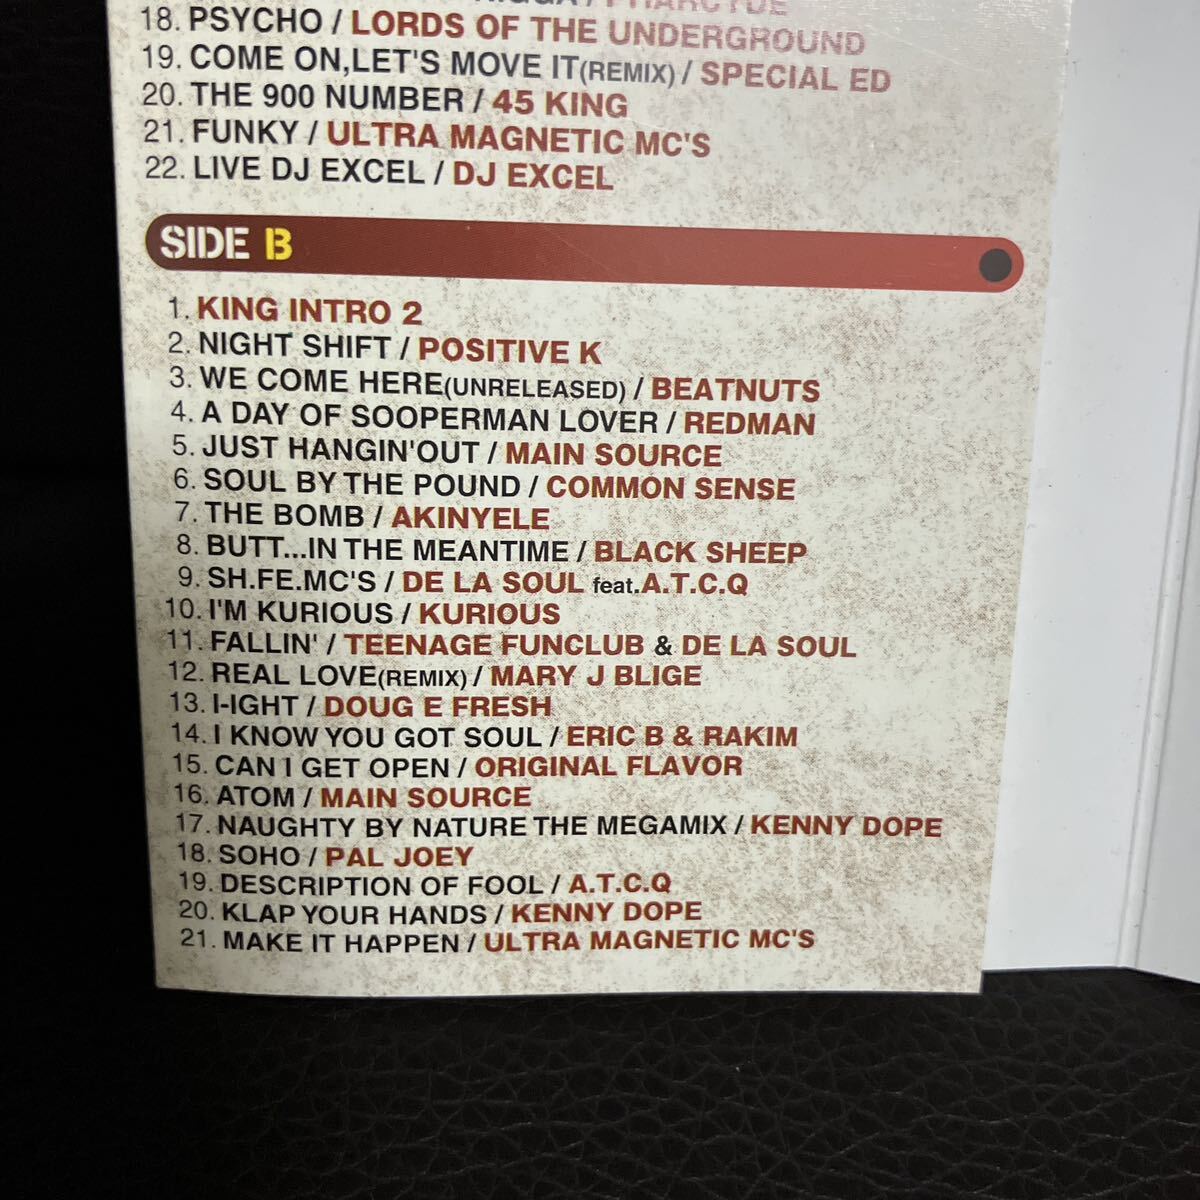 PHARCYDE
18. PSYCHO / LORDS OF THE UNDERGROUND
19. COME ON,LET'S MOVE IT(REMIX) / SPECIAL ED
20. THE 900 NUMBER / 45 KING
21. FUNKY / ULTRA MAGNETIC MC'S
22. LIVE DJ EXCEL / DJ EXCEL
SIDE B
1. KING INTRO 2
2. NIGHT SHIFT / POSITIVE K
3. WE COME HERE(UNRELEASED) / BEATNUTS
4. A DAY OF SOOPERMAN LOVER / REDMAN
5. JUST HANGIN'OUT / MAIN SOURCE
6. SOUL BY THE POUND / COMMON SENSE
7. THE BOMB / AKINYELE
8. BUTT...IN THE MEANTIME / BLACK SHEEP
9. SH.FE.MC'S / DE LA SOUL feat.A.T.C.Q
10. I'M KURIOUS / KURIOUS
11. FALLIN' / TEENAGE FUNCLUB & DE LA SOUL
12. REAL LOVE(REMIX) / MARY J BLIGE
13. I-IGHT / DOUG E FRESH
14. I KNOW YOU GOT SOUL / ERIC B & RAKIM
15. CAN I GET OPEN / ORIGINAL FLAVOR
16. ATOM / MAIN SOURCE
17. NAUGHTY BY NATURE THE MEGAMIX / KENNY DOPE
18. SOHO / PAL JOEY
19. DESCRIPTION OF FOOL / A.T.C.Q
20. KLAP YOUR HANDS / KENNY DOPE
21. MAKE IT HAPPEN / ULTRA MAGNETIC MC'S